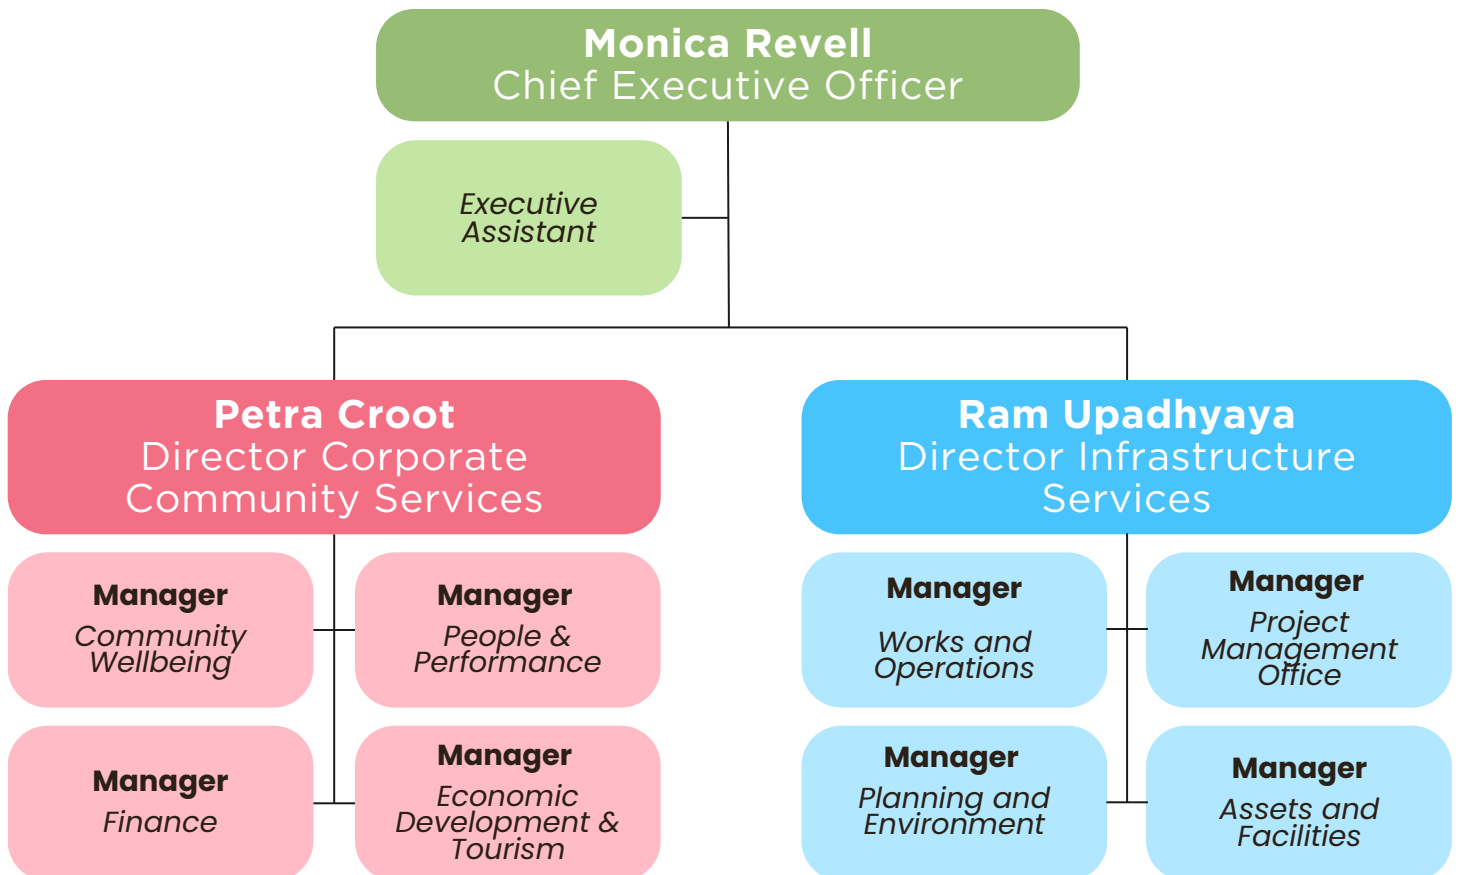 Monica Revell
Chief Executive Officer
Executive
Assistant
Petra Croot
Director Corporate
Community Services
Ram Upadhyaya
Director Infrastructure
Services
Manager
Community
Wellbeing
Manager
People &
Performance
Manager
Works and
Operations
Manager
Project
Management
Office
Manager
Finance
Manager
Economic
Development &
Tourism
Manager
Planning and
Environment
Manager
Assets and
Facilities